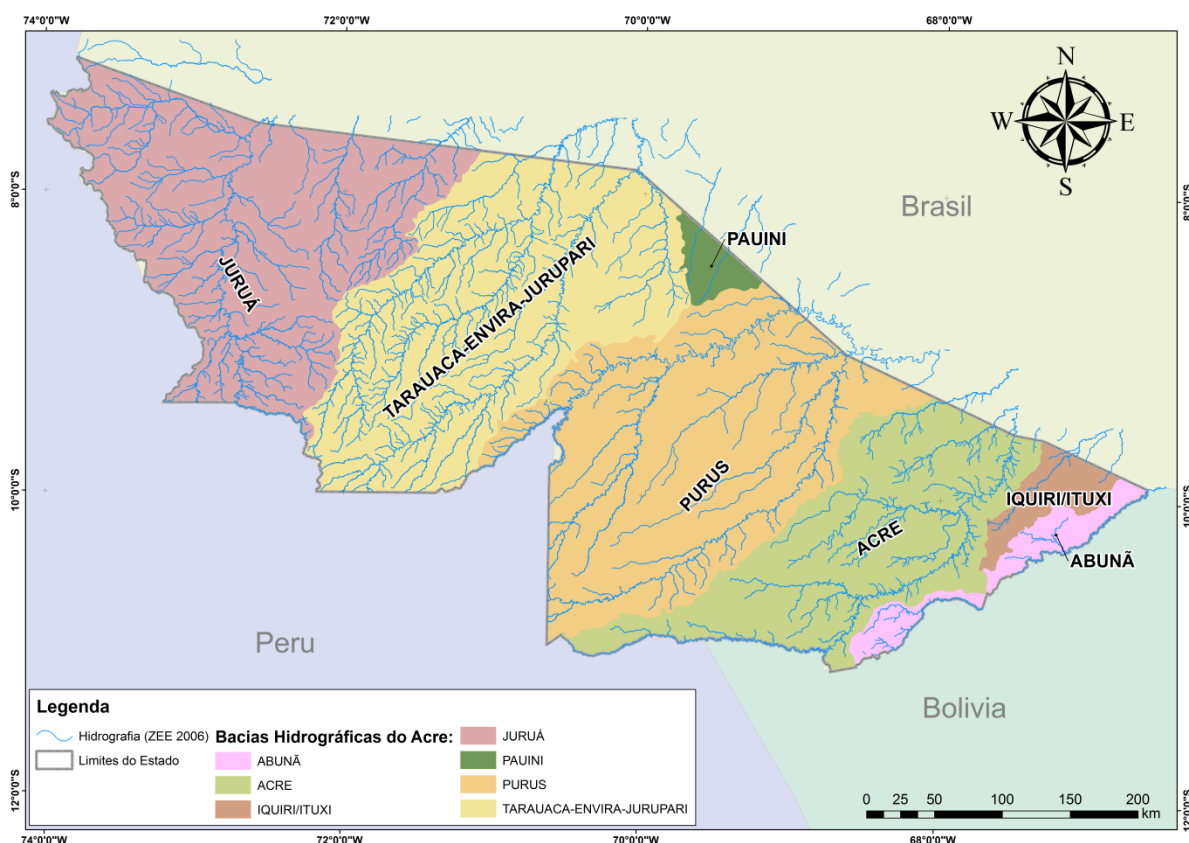 74°0'0"W 72°0'0"W 70°0'0"W 68°0'0"W
N
W E
S
8°0'0"S 8°0'0"S
Brasil
PAUINI
JURUÁ
TARAUACA-ENVIRA-JURUPARI
PURUS
10°0'0"S 10°0'0"S
IQUIRI/ITUXI
ACRE
ABUNÃ
Peru
Bolivia
Legenda
Hidrografia (ZEE 2006)
Limites do Estado
Bacias Hidrográficas do Acre:
ABUNÃ
ACRE
IQUIRI/ITUXI
JURUÁ
PAUINI
PURUS
TARAUACA-ENVIRA-JURUPARI
0 25 50 100 150 200
km
12°0'0"S 12°0'0"S
74°0'0"W 72°0'0"W 70°0'0"W 68°0'0"W